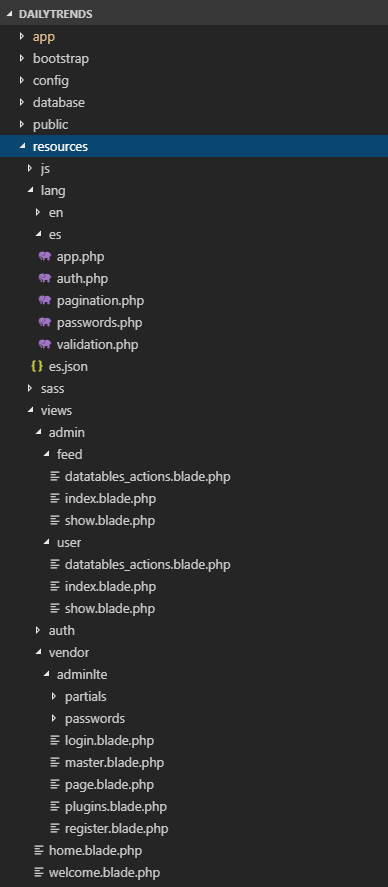 DAILYTRENDS
app
bootstrap
config
database
public
resources
js
lang
en
es
app.php
auth.php
pagination.php
passwords.php
validation.php
{} es.json
sass
views
admin
feed
datatables_actions.blade.php
index.blade.php
show.blade.php
user
datatables_actions.blade.php
index.blade.php
show.blade.php
auth
vendor
adminlte
partials
passwords
login.blade.php
master.blade.php
page.blade.php
plugins.blade.php
register.blade.php
home.blade.php
welcome.blade.php